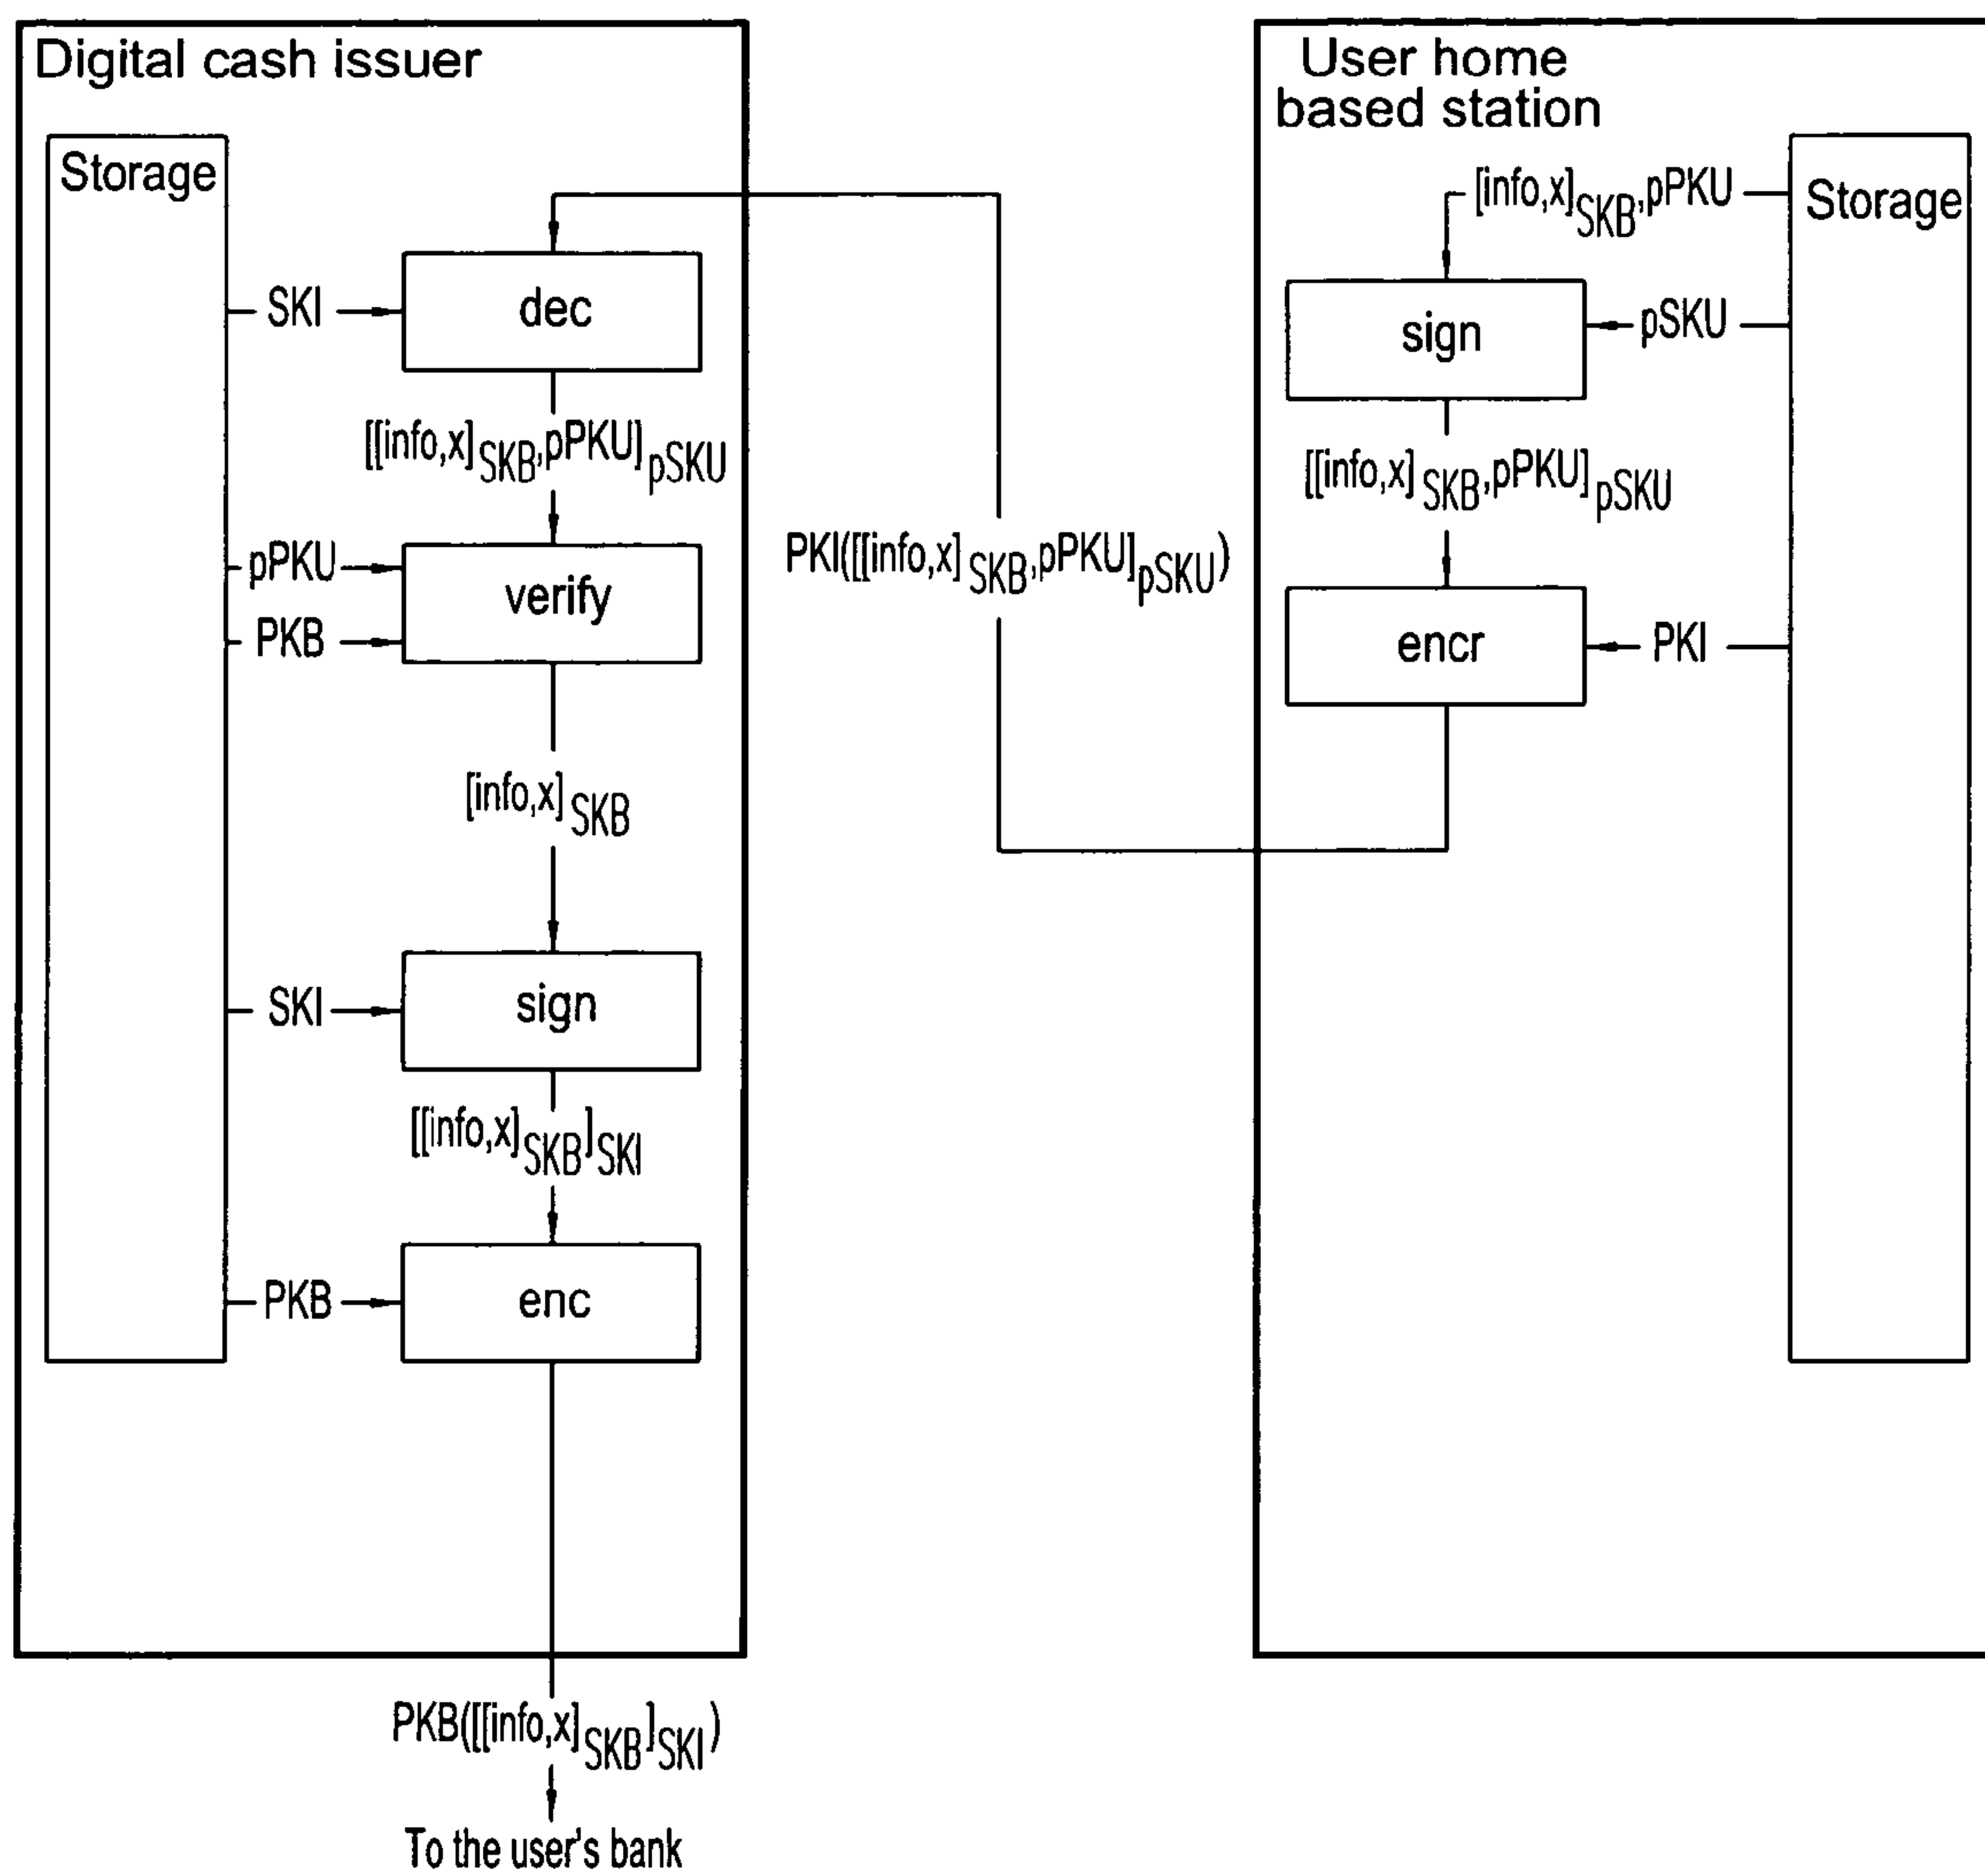 Digital cash issuer
Storage
SKI
dec
[[info,x]SKB,pPKU]pSKU
pPKU
PKB
verify
[info,x]SKB
SKI
sign
[[info,x]SKB]SKI
PKB
enc
PKB([[info,x]SKB]SKI)
To the user's bank
PKI([[info,x]SKB,pPKU]pSKU)
User home
based station
[info,x]SKB,pPKU
Storage
sign
pSKU
[[info,x]SKB,pPKU]pSKU
encr
PKI